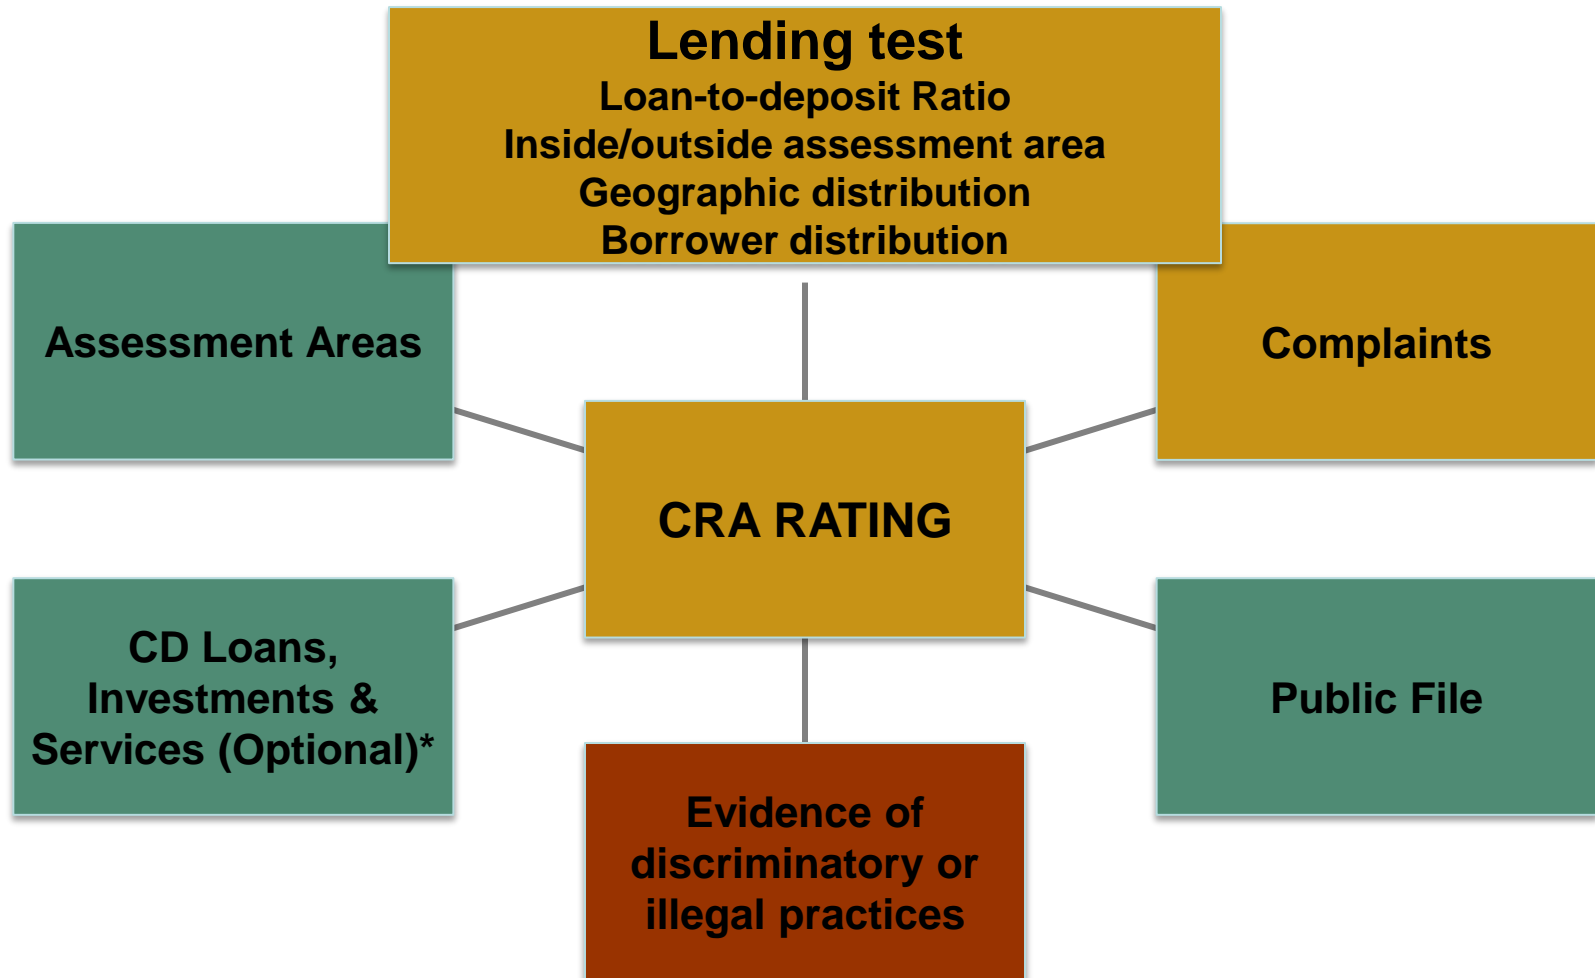 Lending test
Loan-to-deposit Ratio
Inside/outside assessment area
Geographic distribution
Borrower distribution
Assessment Areas
Complaints
CRA RATING
CD Loans,
Investments &
Services (Optional)*
Public File
Evidence of
discriminatory or
illegal practices